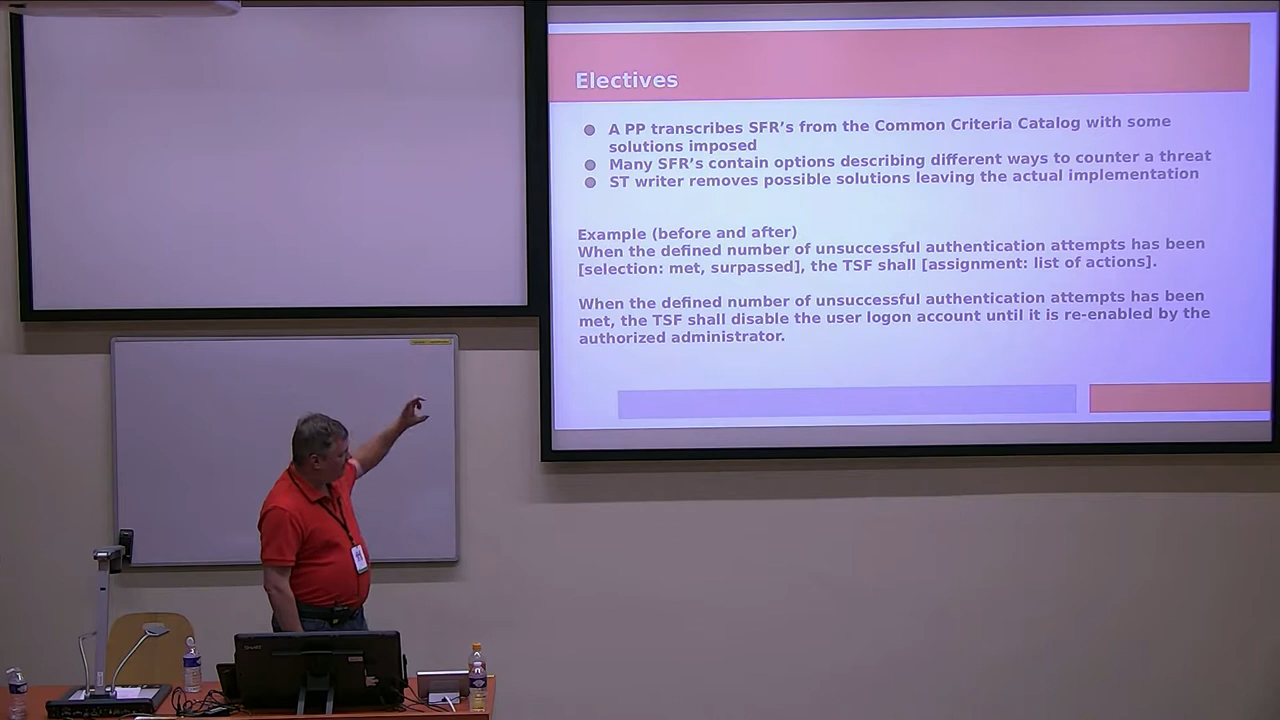 Electives
A PP transcribes SFR's from the Common Criteria Catalog with some
solutions imposed
Many SFR's contain options describing different ways to counter a threat
ST writer removes possible solutions leaving the actual implementation
Example (before and after)
When the defined number of unsuccessful authentication attempts has been
[selection: met, surpassed], the TSF shall [assignment: list of actions].
When the defined number of unsuccessful authentication attempts has been
met, the TSF shall disable the user logon account until it is re-enabled by the
authorized administrator.